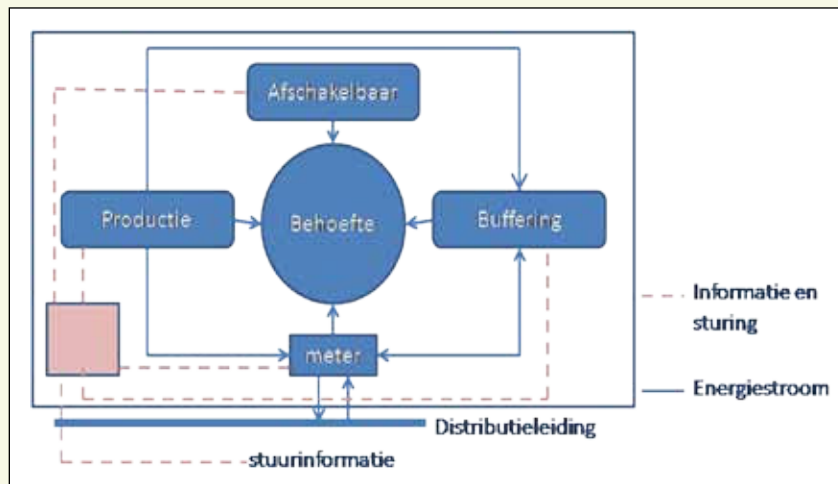 Afschakelbaar
Productie
Behoefte
Buffering
meter
Informatie en
sturing
Energiestroom
Distributieleiding
stuurinformatie